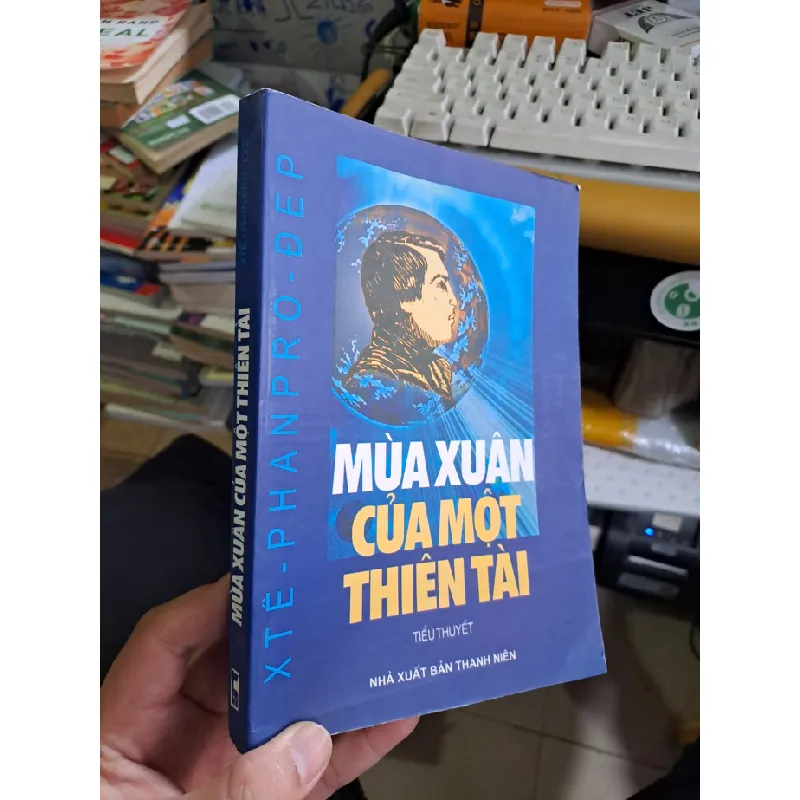 XTÊ - PHANPRO - ĐEP
MÙA XUÂN
CỦA MỘT
THIÊN TÀI
TIỂU THUYẾT
NHÀ XUẤT BẢN THANH NIÊN
MÙA XUÂN CỦA MỘT THIÊN TÀI